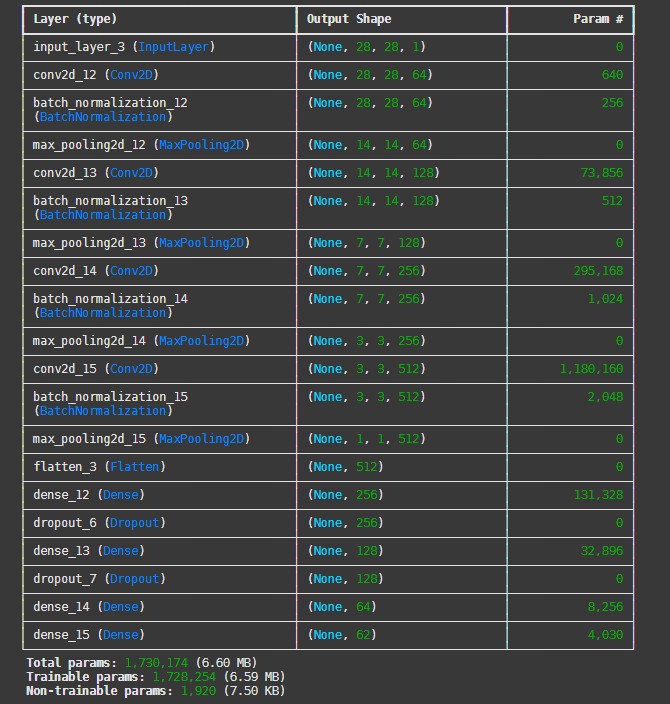 Layer (type) Output Shape Param #
input_layer_3 (InputLayer) (None, 28, 28, 1) 0
conv2d_12 (Conv2D) (None, 28, 28, 64) 640
batch_normalization_12 (None, 28, 28, 64) 256
(BatchNormalization)
max_pooling2d_12 (MaxPooling2D) (None, 14, 14, 64) 0
conv2d_13 (Conv2D) (None, 14, 14, 128) 73,856
batch_normalization_13 (None, 14, 14, 128) 512
(BatchNormalization)
max_pooling2d_13 (MaxPooling2D) (None, 7, 7, 128) 0
conv2d_14 (Conv2D) (None, 7, 7, 256) 295,168
batch_normalization_14 (None, 7, 7, 256) 1,024
(BatchNormalization)
max_pooling2d_14 (MaxPooling2D) (None, 3, 3, 256) 0
conv2d_15 (Conv2D) (None, 3, 3, 512) 1,180,160
batch_normalization_15 (None, 3, 3, 512) 2,048
(BatchNormalization)
max_pooling2d_15 (MaxPooling2D) (None, 1, 1, 512) 0
flatten_3 (Flatten) (None, 512) 0
dense_12 (Dense) (None, 256) 131,328
dropout_6 (Dropout) (None, 256) 0
dense_13 (Dense) (None, 128) 32,896
dropout_7 (Dropout) (None, 128) 0
dense_14 (Dense) (None, 64) 8,256
dense_15 (Dense) (None, 62) 4,030
Total params: 1,730,174 (6.60 MB)
Trainable params: 1,728,254 (6.59 MB)
Non-trainable params: 1,920 (7.50 KB)